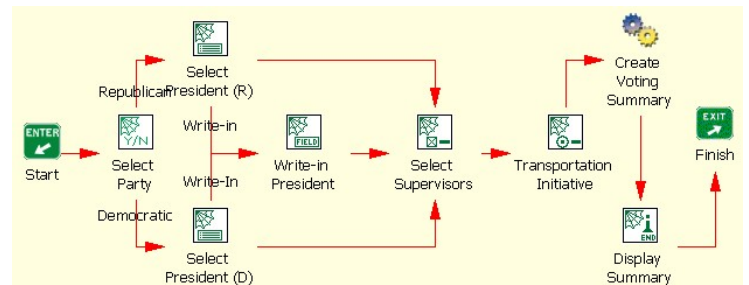 Select
President (R)
Republican
Write-in
ENTER
Start
Y/N
Select
Party
FIELD
Write-in
President
Write-In
Democratic
Select
President (D)
Select
Supervisors
Transportation
Initiative
Create
Voting
Summary
EXIT
Finish
i
END
Display
Summary